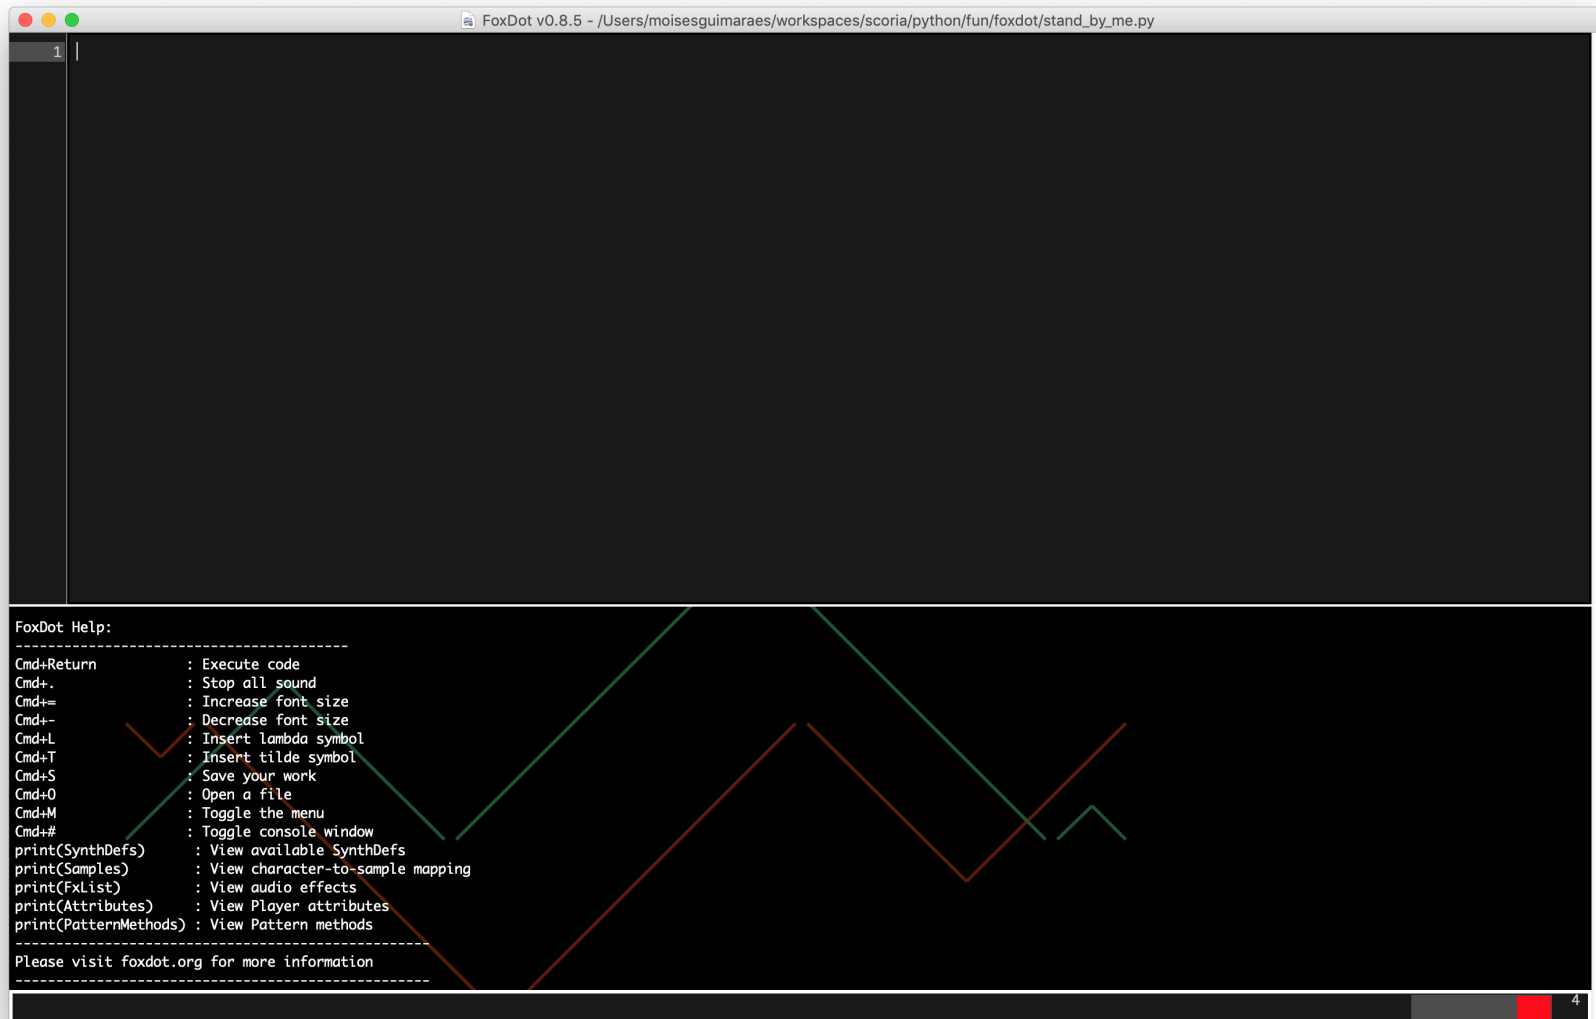 FoxDot v0.8.5 - /Users/moisesguimaraes/workspaces/scoria/python/fun/foxdot/stand_by_me.py
1
FoxDot Help:
-----------------------------------------
Cmd+Return : Execute code
Cmd+. : Stop all sound
Cmd+= : Increase font size
Cmd+- : Decrease font size
Cmd+L : Insert lambda symbol
Cmd+T : Insert tilde symbol
Cmd+S : Save your work
Cmd+O : Open a file
Cmd+M : Toggle the menu
Cmd+# : Toggle console window
print(SynthDefs) : View available SynthDefs
print(Samples) : View character-to-sample mapping
print(FxList) : View audio effects
print(Attributes) : View Player attributes
print(PatternMethods) : View Pattern methods
---------------------------------------------------
Please visit foxdot.org for more information
---------------------------------------------------
4